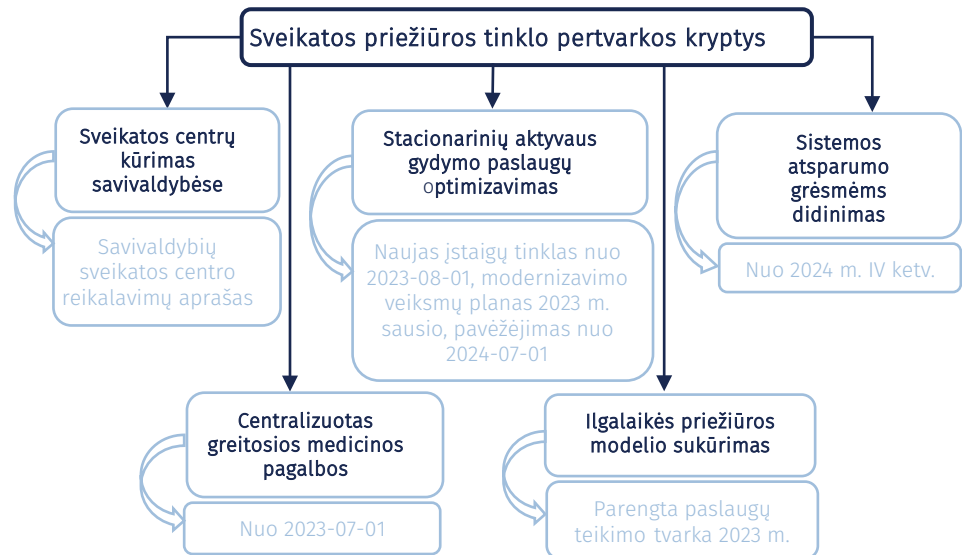 Sveikatos priežiūros tinklo pertvarkos kryptys
Sveikatos centrų
kūrimas
savivaldybėse
Savivaldybių
sveikatos centro
reikalavimų aprašas
Stacionarinių aktyvaus
gydymo paslaugų
optimizavimas
Naujas įstaigų tinklas nuo
2023-08-01, modernizavimo
veiksmų planas 2023 m.
sausio, pavėžėjimas nuo
2024-07-01
Sistemos
atsparumo
grėsmėms
didinimas
Nuo 2024 m. IV ketv.
Centralizuotas
greitosios medicinos
pagalbos
Nuo 2023-07-01
Ilgalaikės priežiūros
modelio sukūrimas
Parengta paslaugų
teikimo tvarka 2023 m.